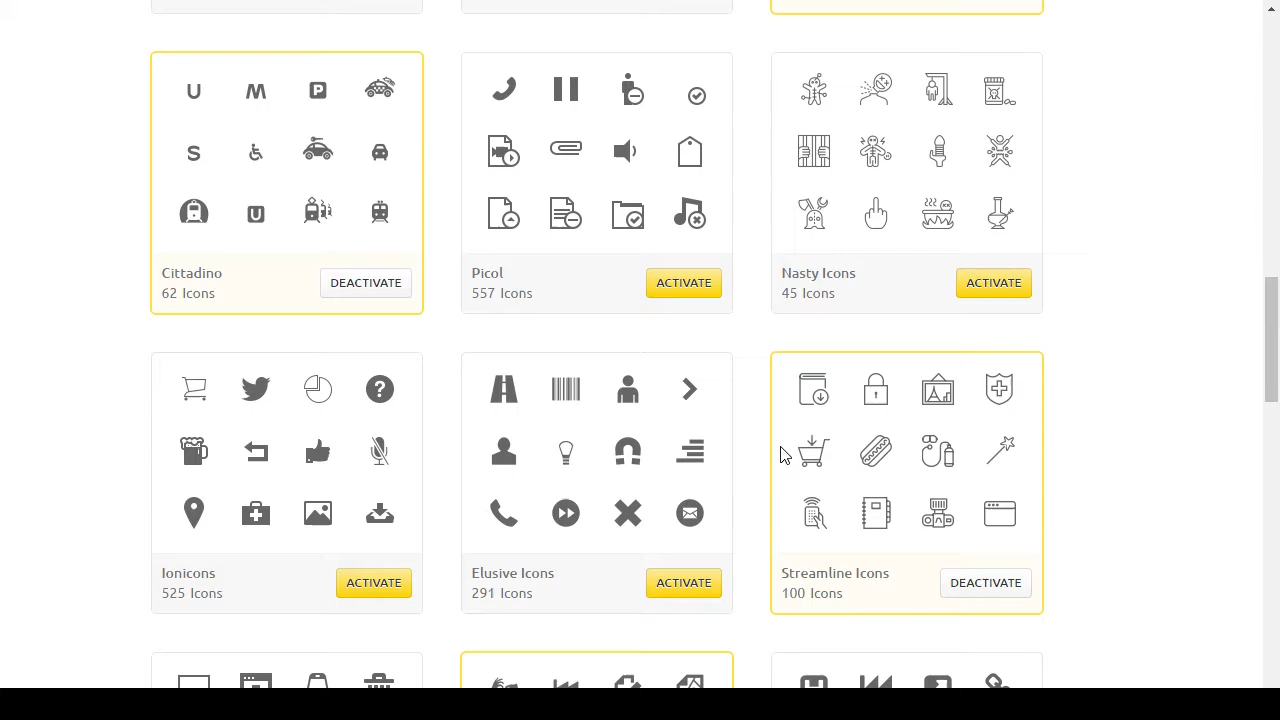 U M P
S
U
Cittadino
62 Icons
DEACTIVATE
Picol
557 Icons
ACTIVATE
Nasty Icons
45 Icons
ACTIVATE
Ionicons
525 Icons
ACTIVATE
Elusive Icons
291 Icons
ACTIVATE
Streamline Icons
100 Icons
DEACTIVATE